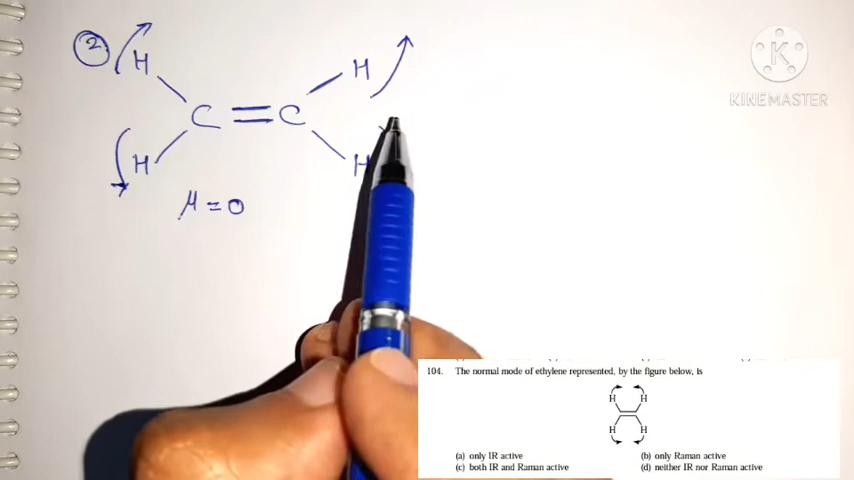 ②
H
H
C = C
H
H
μ = 0
KINEMASTER
104. The normal mode of ethylene represented, by the figure below, is
H H
H H
(a) only IR active
(b) only Raman active
(c) both IR and Raman active
(d) neither IR nor Raman active